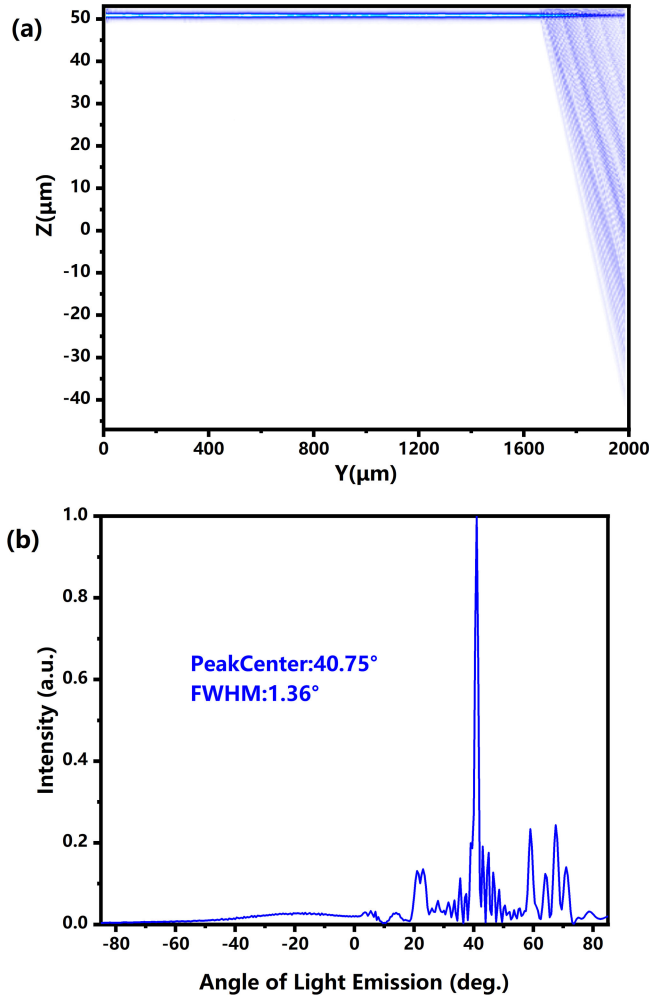 (a)
50
40
30
20
10
0
-10
-20
-30
-40
Z(μm)
0 400 800 1200 1600 2000
Y(μm)
(b)
1.0
0.8
0.6
0.4
0.2
0.0
Intensity (a.u.)
PeakCenter:40.75°
FWHM:1.36°
-80 -60 -40 -20 0 20 40 60 80
Angle of Light Emission (deg.)